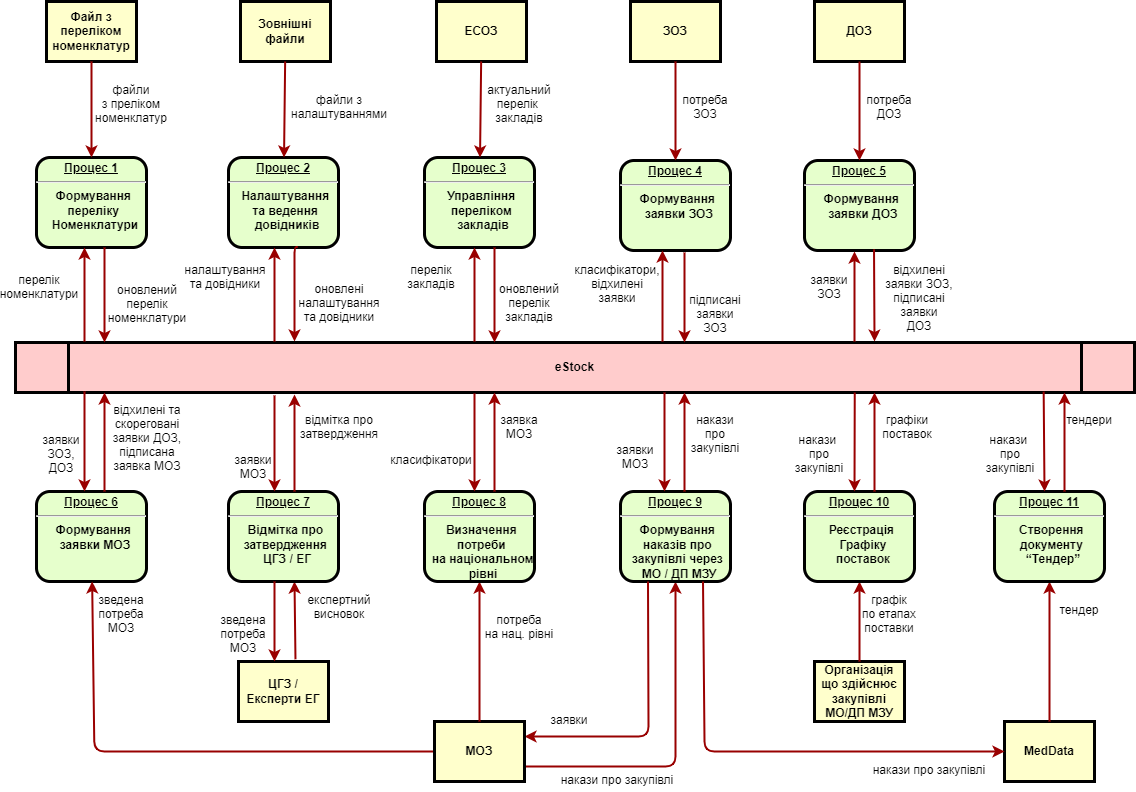 Файл з
переліком
номенклатур
Зовнішні
файли
ЕСОЗ
ЗОЗ
ДОЗ
файли
з преліком
номенклатур
файли з
налаштуваннями
актуальний
перелік
закладів
потреба
ЗОЗ
потреба
ДОЗ
Процес 1
Формування
переліку
Номенклатури
Процес 2
Налаштування
та ведення
довідників
Процес 3
Управління
переліком
закладів
Процес 4
Формування
заявки ЗОЗ
Процес 5
Формування
заявки ДОЗ
перелік
номенклатури
оновлений
перелік
номенклатури
налаштування
та довідники
оновлені
налаштування
та довідники
перелік
закладів
оновлений
перелік
закладів
класифікатори,
відхилені
заявки
підписані
заявки
ЗОЗ
заявки
ЗОЗ
відхилені
заявки ЗОЗ,
підписані
заявки
ДОЗ
eStock
заявки
ЗОЗ,
ДОЗ
відхилені та
скореговані
заявки ДОЗ,
підписана
заявка МОЗ
заявки
МОЗ
відмітка про
затвердження
класифікатори
заявка
МОЗ
заявки
МОЗ
накази
про
закупівлі
накази
про
закупівлі
графіки
поставок
накази
про
закупівлі
тендери
Процес 6
Формування
заявки МОЗ
Процес 7
Відмітка про
затвердження
ЦГЗ / ЕГ
Процес 8
Визначення
потреби
на національном
рівні
Процес 9
Формування
наказів про
закупівлі через
МО / ДП МЗУ
Процес 10
Реєстрація
Графіку
поставок
Процес 11
Створення
документу
“Тендер”
зведена
потреба
МОЗ
зведена
потреба
МОЗ
експертний
висновок
потреба
на нац. рівні
графік
по етапах
поставки
тендер
ЦГЗ /
Експерти ЕГ
Організація
що здійснює
закупівлі
МО/ДП МЗУ
МОЗ
заявки
накази про закупівлі
накази про закупівлі
MedData